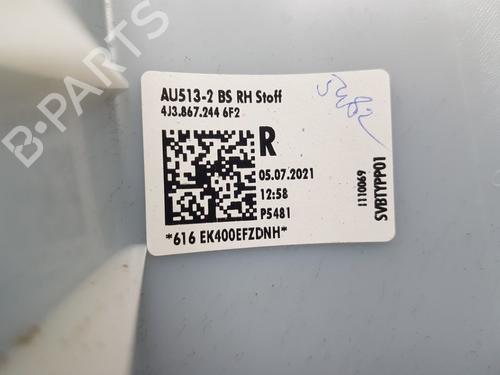 B-PARTS
AU513-2 BS RH Stoff
4J3.867.244 6F2
R
05.07.2021
12:58
P5481
*616 EK400EFZDNH*
1110069
SVBTYPP01